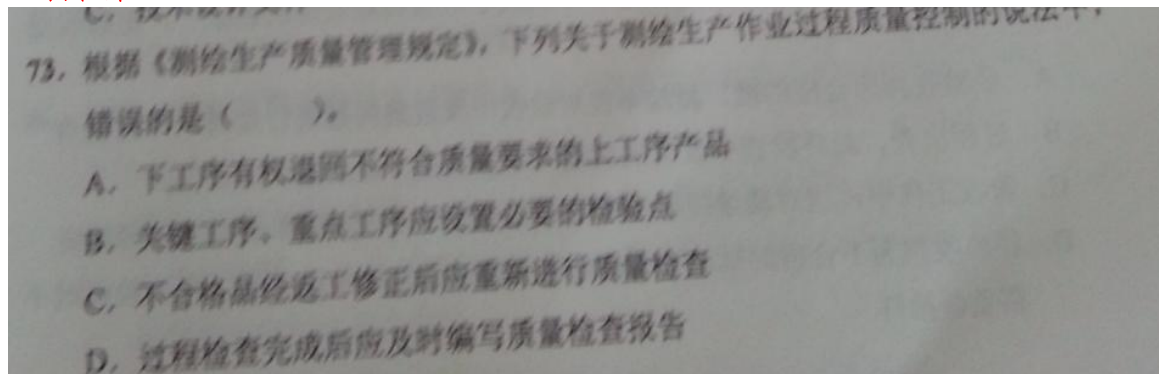 73. 根据《测绘生产质量管理规定》，下列关于测绘生产作业过程质量控制的说法中，
错误的是（ ）。
A. 下工序有权退回不符合质量要求的上工序产品
B. 关键工序、重点工序应设置必要的检验点
C. 不合格品经返工修正后应重新进行质量检查
D. 过程检查完成后应及时编写质量检查报告